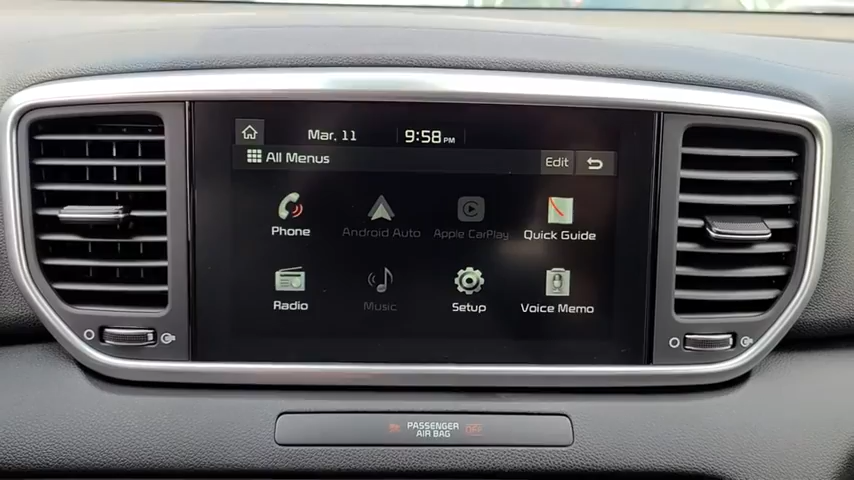 Mar. 11 9:58 PM
All Menus Edit
Phone Android Auto Apple CarPlay Quick Guide
Radio Music Setup Voice Memo
PASSENGER
AIR BAG OFF